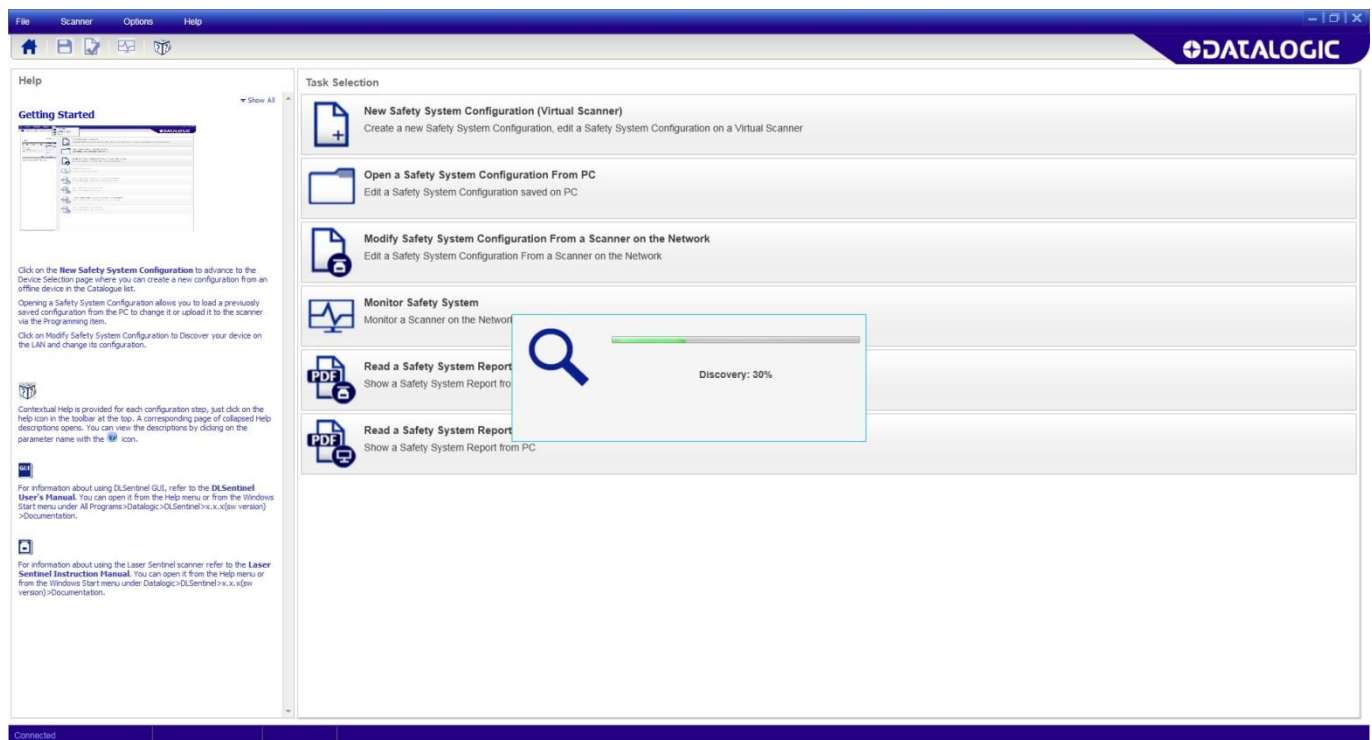 File Scanner Options Help
DATALOGIC
Help
Show All
Getting Started
Click on the New Safety System Configuration to advance to the
Device Selection page where you can create a new configuration from an
offline device in the Catalogue list.
Opening a Safety System Configuration allows you to load a previuosly
saved configuration from the PC to change it or upload it to the scanner
via the Programming item.
Click on Modify Safety System Configuration to Discover your device on
the LAN and change its configuration.
Contextual Help is provided for each configuration step, just click on the
help icon in the toolbar at the top. A corresponding page of collapsed Help
descriptions opens. You can view the descriptions by clicking on the
parameter name with the icon.
GUI
For information about using DLSentinel GUI, refer to the DLSentinel
User's Manual. You can open it from the Help menu or from the Windows
Start menu under All Programs>Datalogic>DLSentinel>x.x.x(sw version)
>Documentation.
For information about using the Laser Sentinel scanner refer to the Laser
Sentinel Instruction Manual. You can open it from the Help menu or
from the Windows Start menu under Datalogic>DLSentinel>x.x.x(sw
version)>Documentation.
Task Selection
New Safety System Configuration (Virtual Scanner)
Create a new Safety System Configuration, edit a Safety System Configuration on a Virtual Scanner
Open a Safety System Configuration From PC
Edit a Safety System Configuration saved on PC
Modify Safety System Configuration From a Scanner on the Network
Edit a Safety System Configuration From a Scanner on the Network
Monitor Safety System
Monitor a Scanner on the Networ
PDF
Read a Safety System Report
Show a Safety System Report fro
PDF
Read a Safety System Report
Show a Safety System Report from PC
Discovery: 30%
Connected